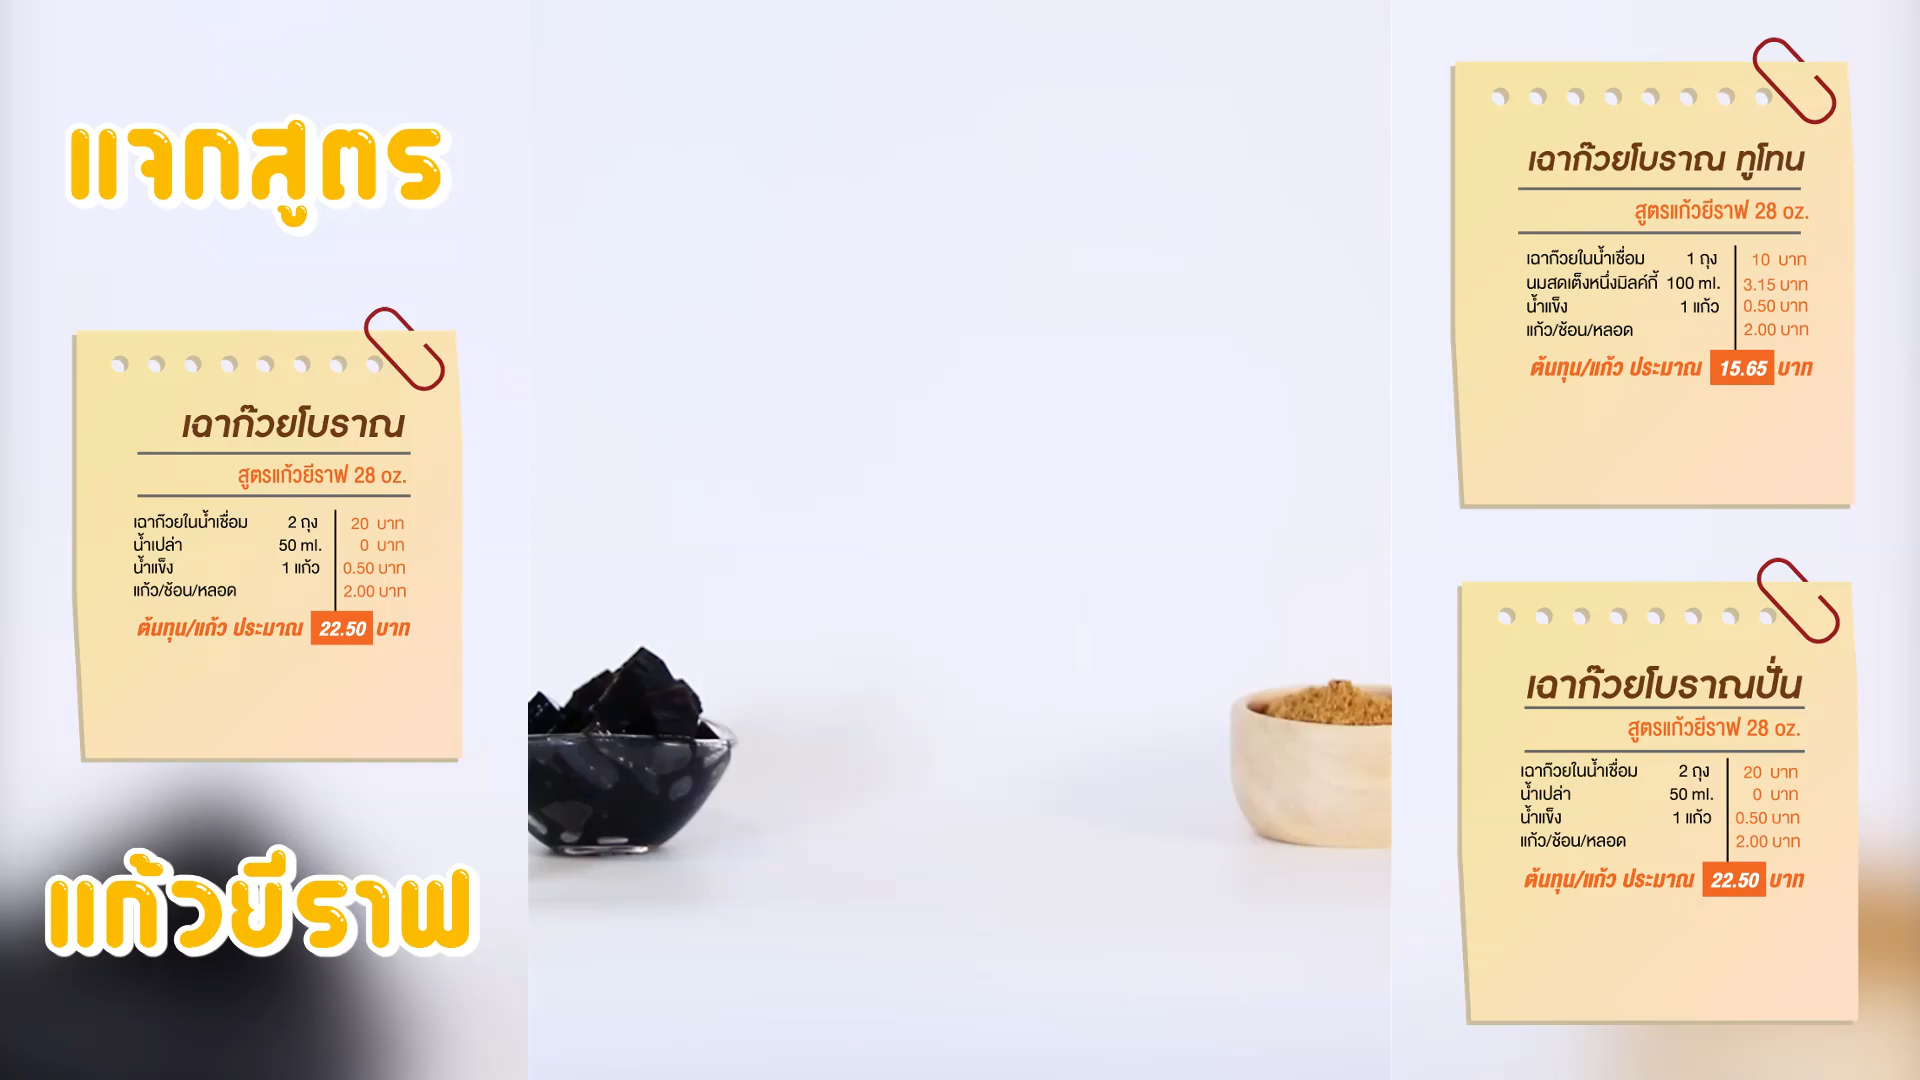 แจกสูตร
เฉาก๊วยโบราณ
สูตรแก้วยีราฟ 28 oz.
เฉาก๊วยในน้ำเชื่อม 2 ถุง 20 บาท
น้ำเปล่า 50 ml. 0 บาท
น้ำแข็ง 1 แก้ว 0.50 บาท
แก้ว/ช้อน/หลอด 2.00 บาท
ต้นทุน/แก้ว ประมาณ 22.50 บาท
แก้วยีราฟ
เฉาก๊วยโบราณ ทูโทน
สูตรแก้วยีราฟ 28 oz.
เฉาก๊วยในน้ำเชื่อม 1 ถุง 10 บาท
นมสดเต็งหนึ่งมิลค์กี้ 100 ml. 3.15 บาท
น้ำแข็ง 1 แก้ว 0.50 บาท
แก้ว/ช้อน/หลอด 2.00 บาท
ต้นทุน/แก้ว ประมาณ 15.65 บาท
เฉาก๊วยโบราณปั่น
สูตรแก้วยีราฟ 28 oz.
เฉาก๊วยในน้ำเชื่อม 2 ถุง 20 บาท
น้ำเปล่า 50 ml. 0 บาท
น้ำแข็ง 1 แก้ว 0.50 บาท
แก้ว/ช้อน/หลอด 2.00 บาท
ต้นทุน/แก้ว ประมาณ 22.50 บาท